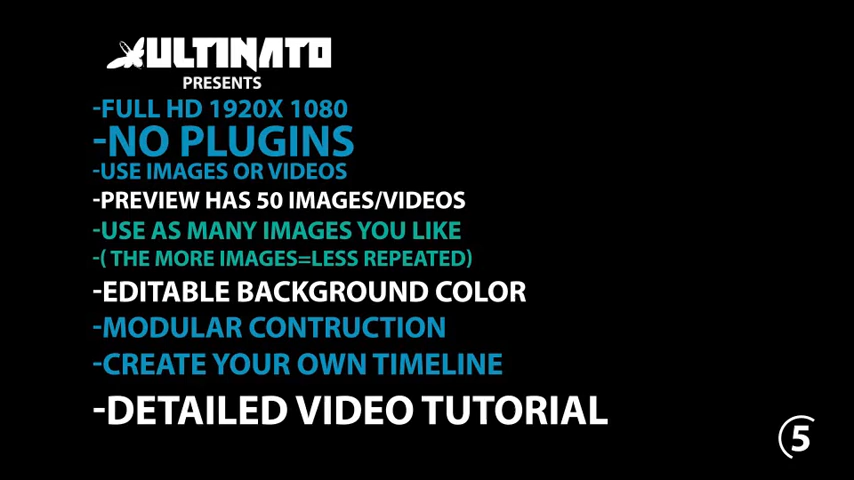 KULTINATO
PRESENTS
-FULL HD 1920X 1080
-NO PLUGINS
-USE IMAGES OR VIDEOS
-PREVIEW HAS 50 IMAGES/VIDEOS
-USE AS MANY IMAGES YOU LIKE
-( THE MORE IMAGES=LESS REPEATED)
-EDITABLE BACKGROUND COLOR
-MODULAR CONTRUCTION
-CREATE YOUR OWN TIMELINE
-DETAILED VIDEO TUTORIAL
5